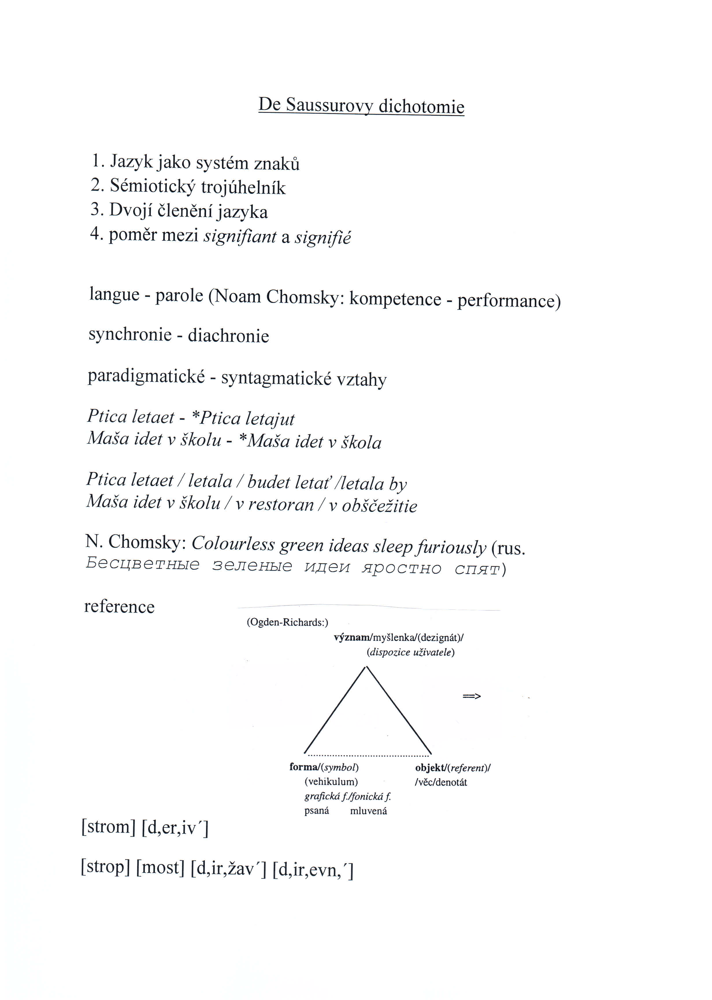 De Saussurovy dichotomie
1. Jazyk jako systém znaků
2. Sémiotický trojúhelník
3. Dvojí členění jazyka
4. poměr mezi signifiant a signifié
langue - parole (Noam Chomsky: kompetence - performance)
synchronie - diachronie
paradigmatické - syntagmatické vztahy
Ptica letaet - *Ptica letajut
Maša idet v školu - *Maša idet v škola
Ptica letaet / letala / budet letať /letala by
Maša idet v školu / v restoran / v obščežitie
N. Chomsky: Colourless green ideas sleep furiously (rus.
Бесцветные зеленые идеи яростно спят)
reference
(Ogden-Richards:)
význam/myšlenka/(dezignát)/
(dispozice uživatele)
==>
forma/(symbol) objekt/(referent)/
(vehikulum) /věc/denotát
grafická f./fonická f.
psaná mluvená
[strom] [d,er,iv´]
[strop] [most] [d,ir,žav´] [d,ir,evn,´]